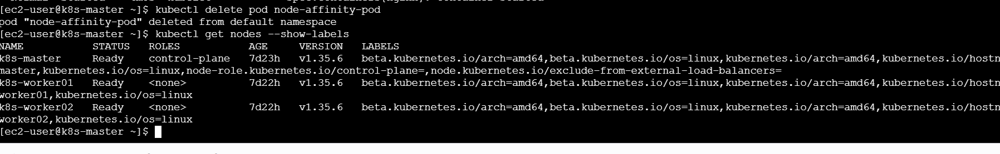 [ec2-user@k8s-master ~]$ kubectl delete pod node-affinity-pod
pod "node-affinity-pod" deleted from default namespace
[ec2-user@k8s-master ~]$ kubectl get nodes --show-labels
NAME STATUS ROLES AGE VERSION LABELS
k8s-master Ready control-plane 7d23h v1.35.6 beta.kubernetes.io/arch=amd64,beta.kubernetes.io/os=linux,kubernetes.io/arch=amd64,kubernetes.io/hostn
master,kubernetes.io/os=linux,node-role.kubernetes.io/control-plane=,node.kubernetes.io/exclude-from-external-load-balancers=
k8s-worker01 Ready <none> 7d22h v1.35.6 beta.kubernetes.io/arch=amd64,beta.kubernetes.io/os=linux,kubernetes.io/arch=amd64,kubernetes.io/hostn
worker01,kubernetes.io/os=linux
k8s-worker02 Ready <none> 7d22h v1.35.6 beta.kubernetes.io/arch=amd64,beta.kubernetes.io/os=linux,kubernetes.io/arch=amd64,kubernetes.io/hostn
worker02,kubernetes.io/os=linux
[ec2-user@k8s-master ~]$